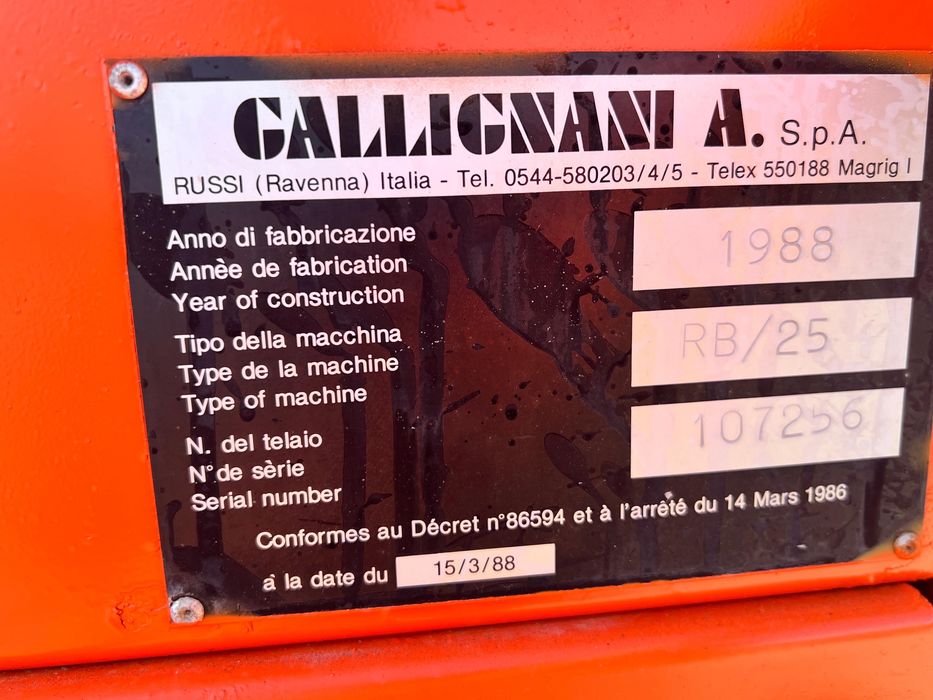 GALLIGNANI A. S.p.A.
RUSSI (Ravenna) Italia - Tel. 0544-580203/4/5 - Telex 550188 Magrig I
Anno di fabbricazione
Annèe de fabrication
Year of construction
1988
Tipo della macchina
Type de la machine
Type of machine
RB/25
N. del telaio
N° de sèrie
Serial number
107256
Conformes au Décret n°86594 et à l'arrêté du 14 Mars 1986
à la date du 15/3/88